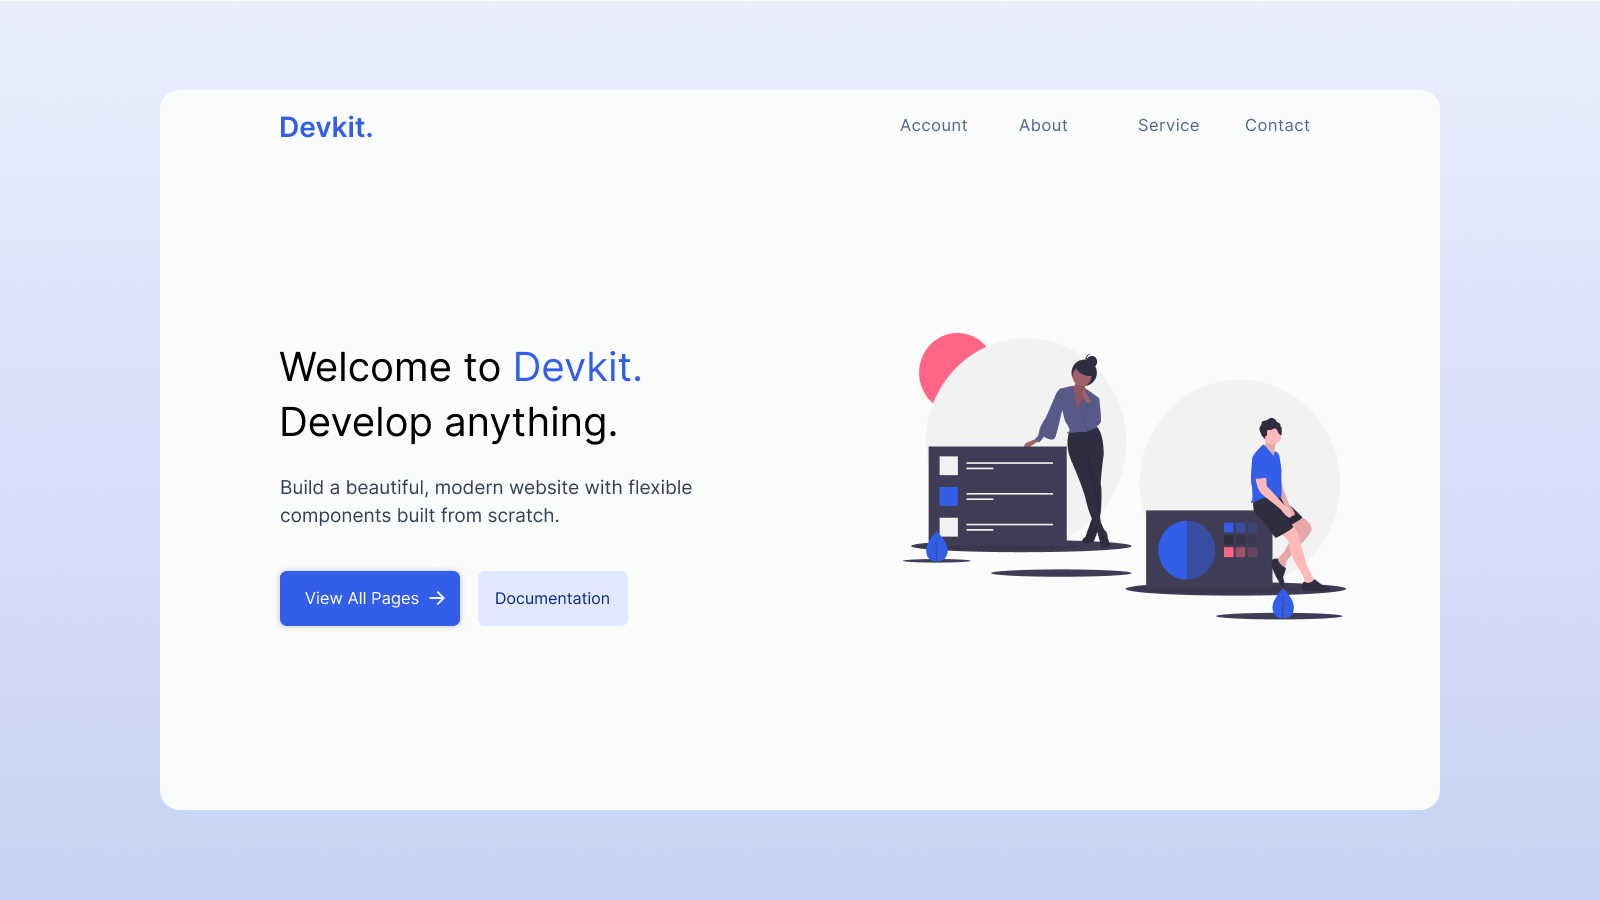 Devkit.
Account About Service Contact
Welcome to Devkit.
Develop anything.
Build a beautiful, modern website with flexible
components built from scratch.
View All Pages
Documentation